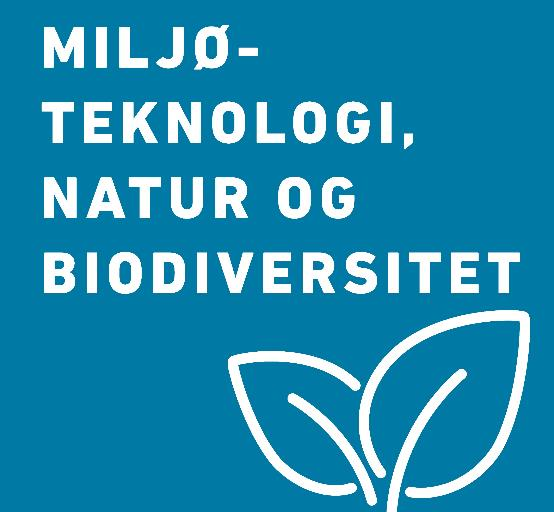 MILJØ-
TEKNOLOGI,
NATUR OG
BIODIVERSITET